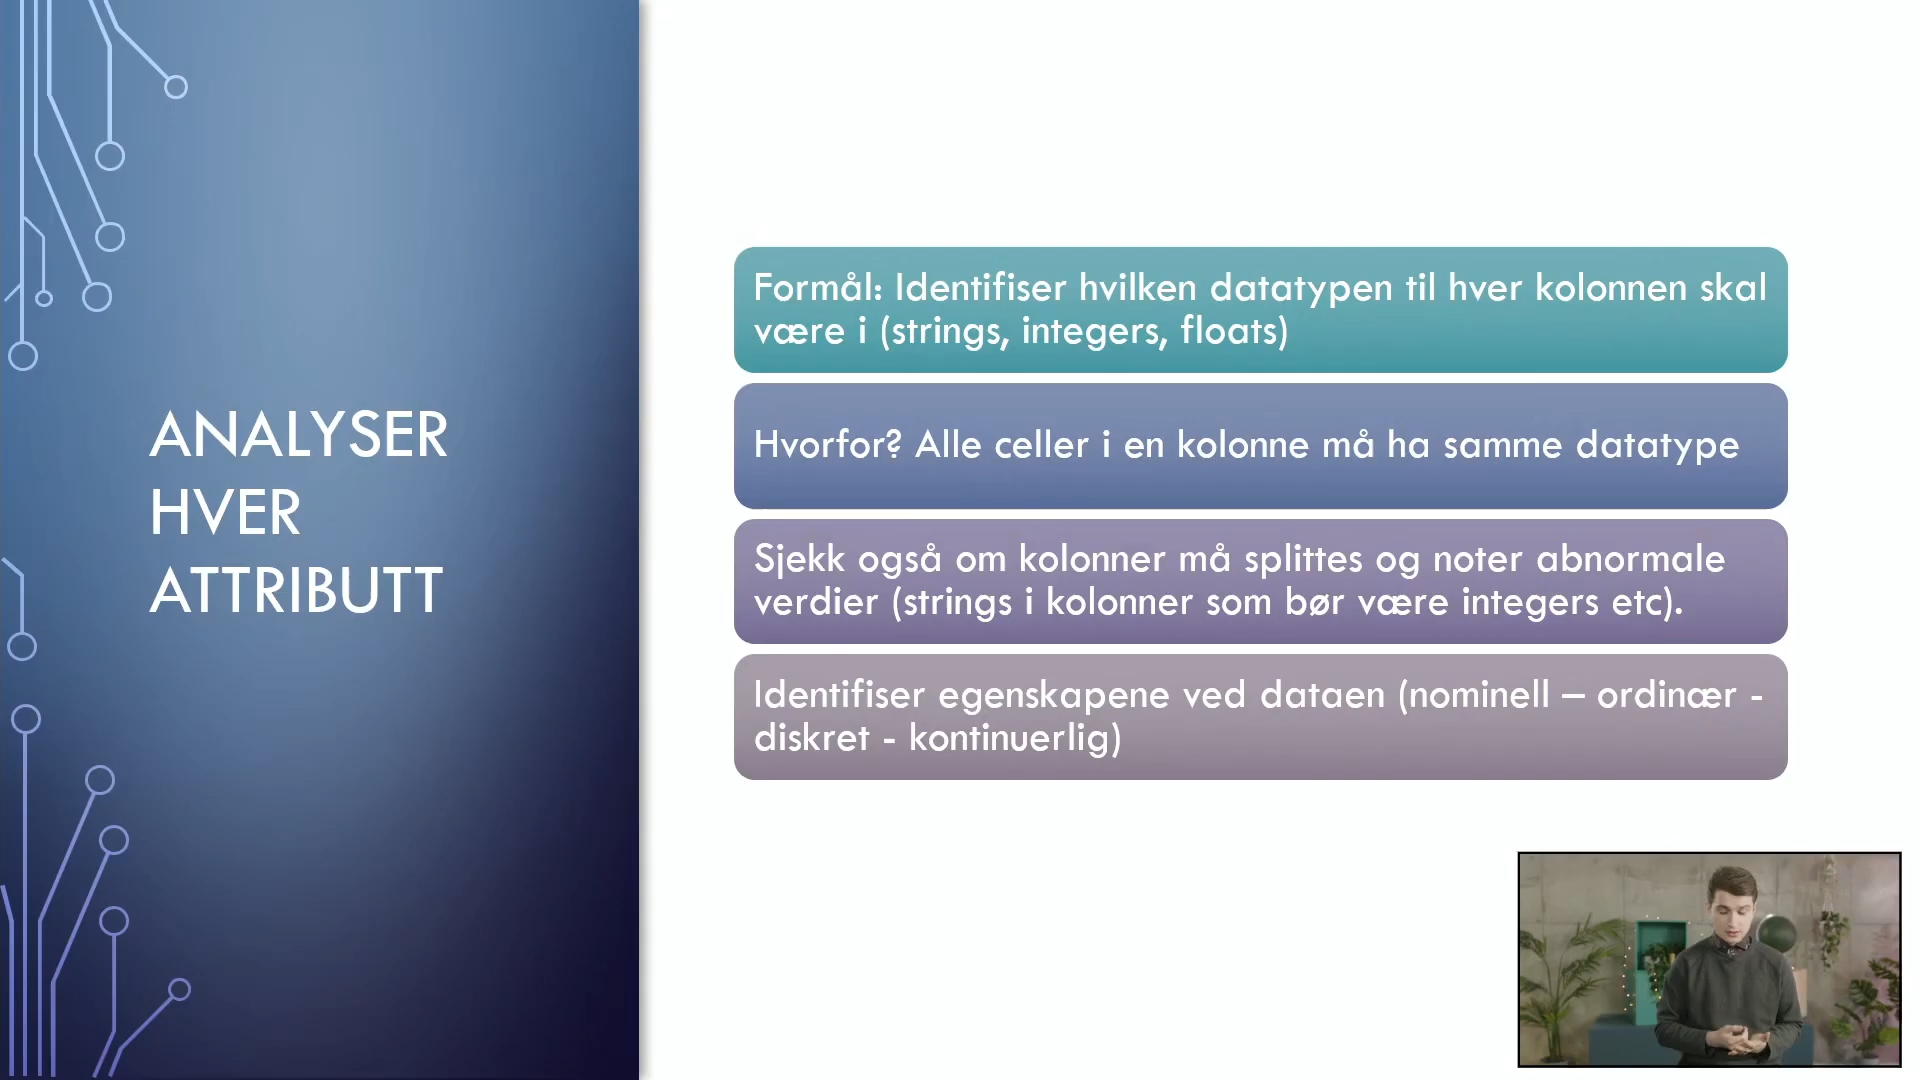 ANALYSER
HVER
ATTRIBUTT
Formål: Identifiser hvilken datatypen til hver kolonnen skal
være i (strings, integers, floats)
Hvorfor? Alle celler i en kolonne må ha samme datatype
Sjekk også om kolonner må splittes og noter abnormale
verdier (strings i kolonner som bør være integers etc).
Identifiser egenskapene ved dataen (nominell – ordinær -
diskret - kontinuerlig)